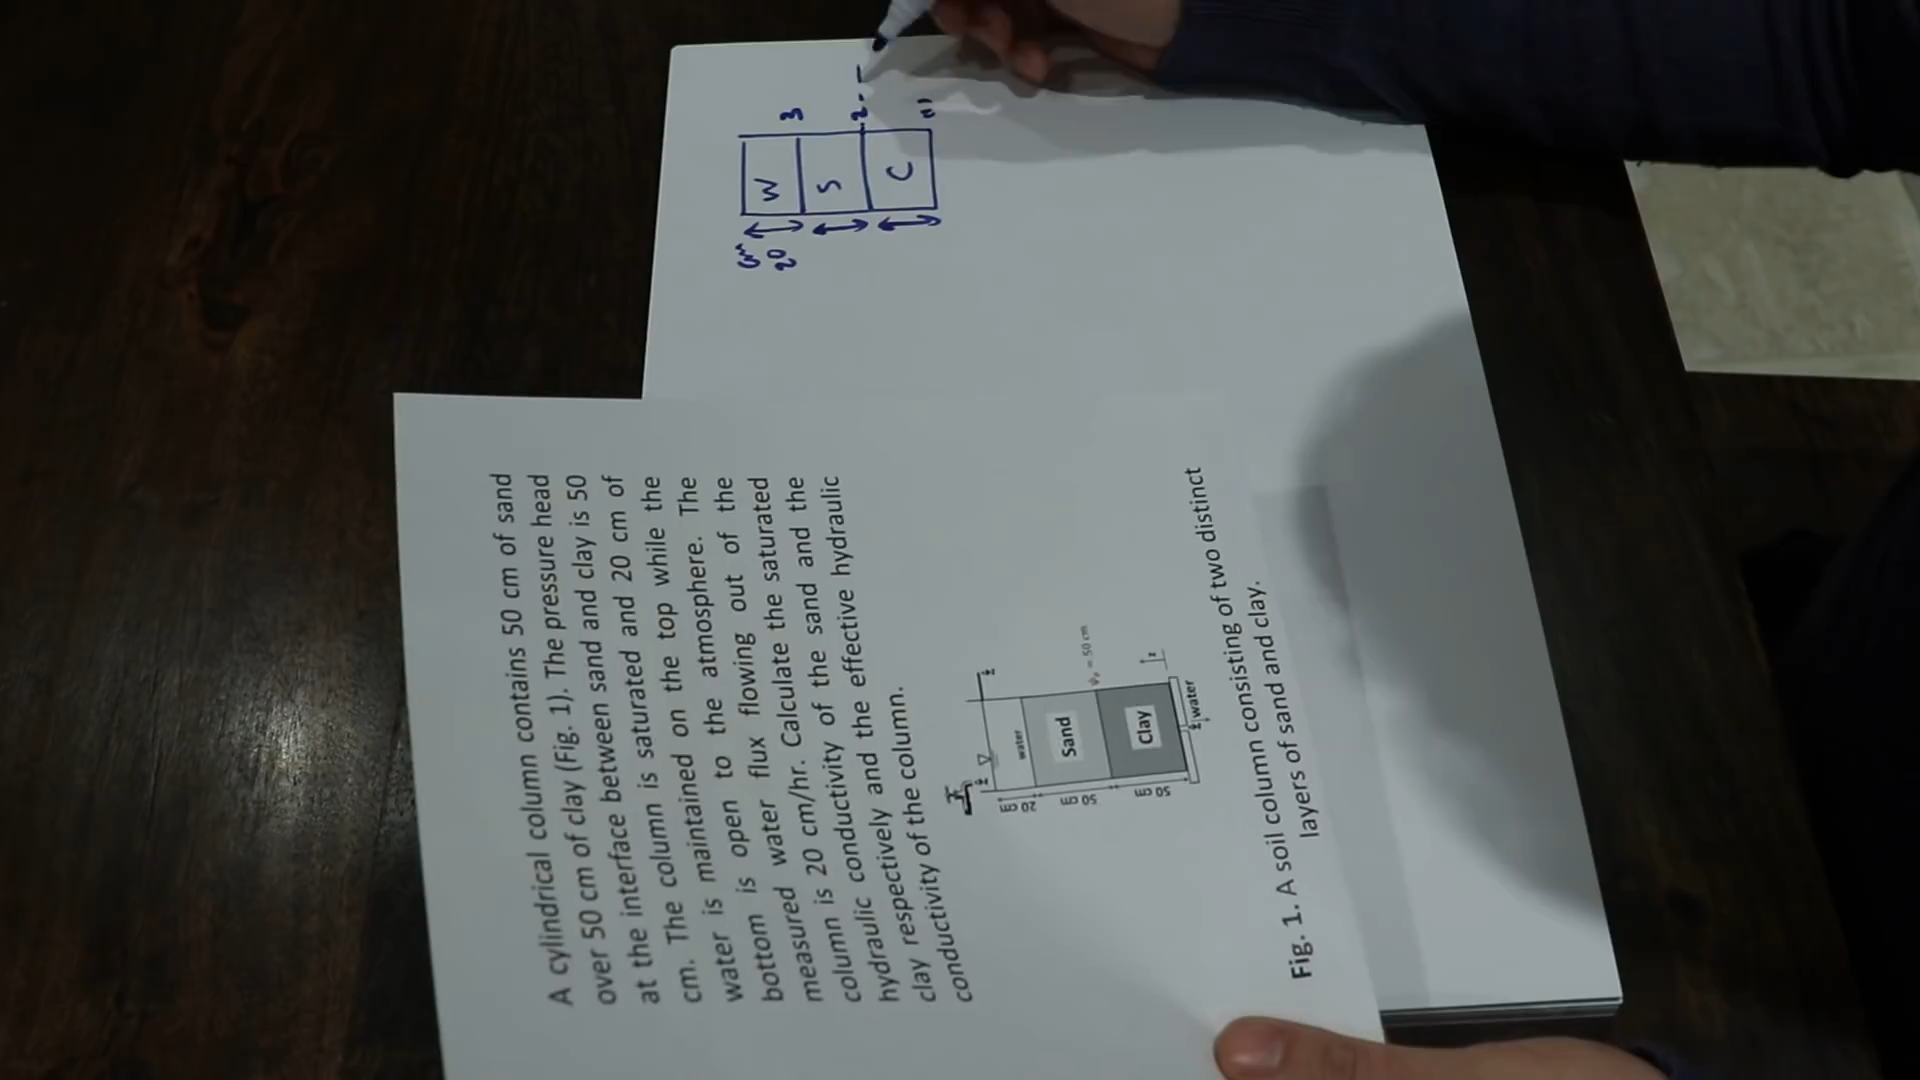 A cylindrical column contains 50 cm of sand
over 50 cm of clay (Fig. 1). The pressure head
at the interface between sand and clay is 50
cm. The column is saturated and 20 cm of
water is maintained on the top while the
bottom is open to the atmosphere. The
measured water flux flowing out of the
column is 20 cm/hr. Calculate the saturated
hydraulic conductivity of the sand and the
clay respectively and the effective hydraulic
conductivity of the column.
20 cm
water
50 cm
Sand
= 50 cm
50 cm
Clay
z
water
Fig. 1. A soil column consisting of two distinct
layers of sand and clay.
cm
20
W
3
S
2
C